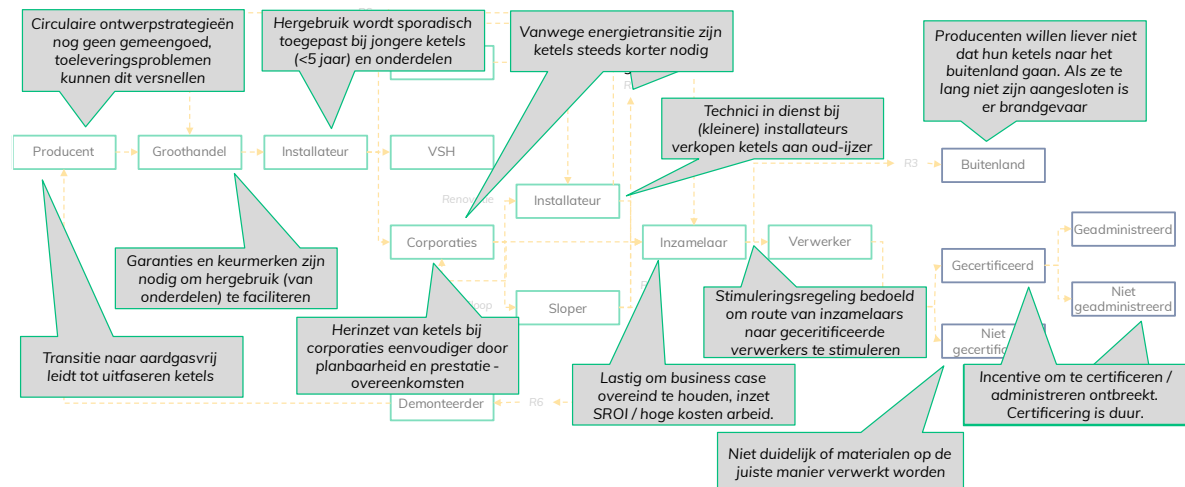 Circulaire ontwerpstrategieën
nog geen gemeengoed,
toeleveringsproblemen
kunnen dit versnellen
Hergebruik wordt sporadisch
toegepast bij jongere ketels
(<5 jaar) en onderdelen
Vanwege energietransitie zijn
ketels steeds korter nodig
Producenten willen liever niet
dat hun ketels naar het
buitenland gaan. Als ze te
lang niet zijn aangesloten is
er brandgevaar
Technici in dienst bij
(kleinere) installateurs
verkopen ketels aan oud-ijzer
Producent
Groothandel
Installateur
VSH
R3
Buitenland
Installateur
Corporaties
Inzamelaar
Verwerker
Gecertificeerd
Geadministreerd
Niet
geadministreerd
Garanties en keurmerken zijn
nodig om hergebruik (van
onderdelen) te faciliteren
Sloper
Stimuleringsregeling bedoeld
om route van inzamelaars
naar geceritificeerde
verwerkers te stimuleren
Herinzet van ketels bij
corporaties eenvoudiger door
planbaarheid en prestatie-
overeenkomsten
Niet
Transitie naar aardgasvrij
leidt tot uitfaseren ketels
Lastig om business case
overeind te houden, inzet
SROI / hoge kosten arbeid.
Incentive om te certificeren /
administreren ontbreekt.
Certificering is duur.
Demonteerder
R6
Niet duidelijk of materialen op de
juiste manier verwerkt worden